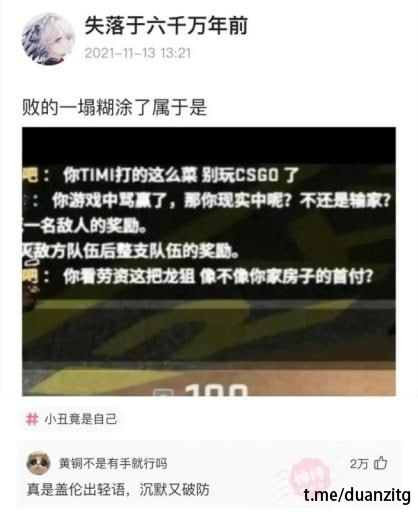 失落于六千万年前
2021-11-13 13:21
败的一塌糊涂了属于是
吧： 你TIMI打的这么菜 别玩CSGO 了
： 你游戏中骂赢了，那你现实中呢？不还是输家？
一名敌人的奖励。
灭敌方队伍后整支队伍的奖励。
吧： 你看劳资这把龙狙 像不像你家房子的首付？
100
# 小丑竟是自己
黄铜不是有手就行吗
2万
真是盖伦出轻语，沉默又破防
神评
t.me/duanzitg